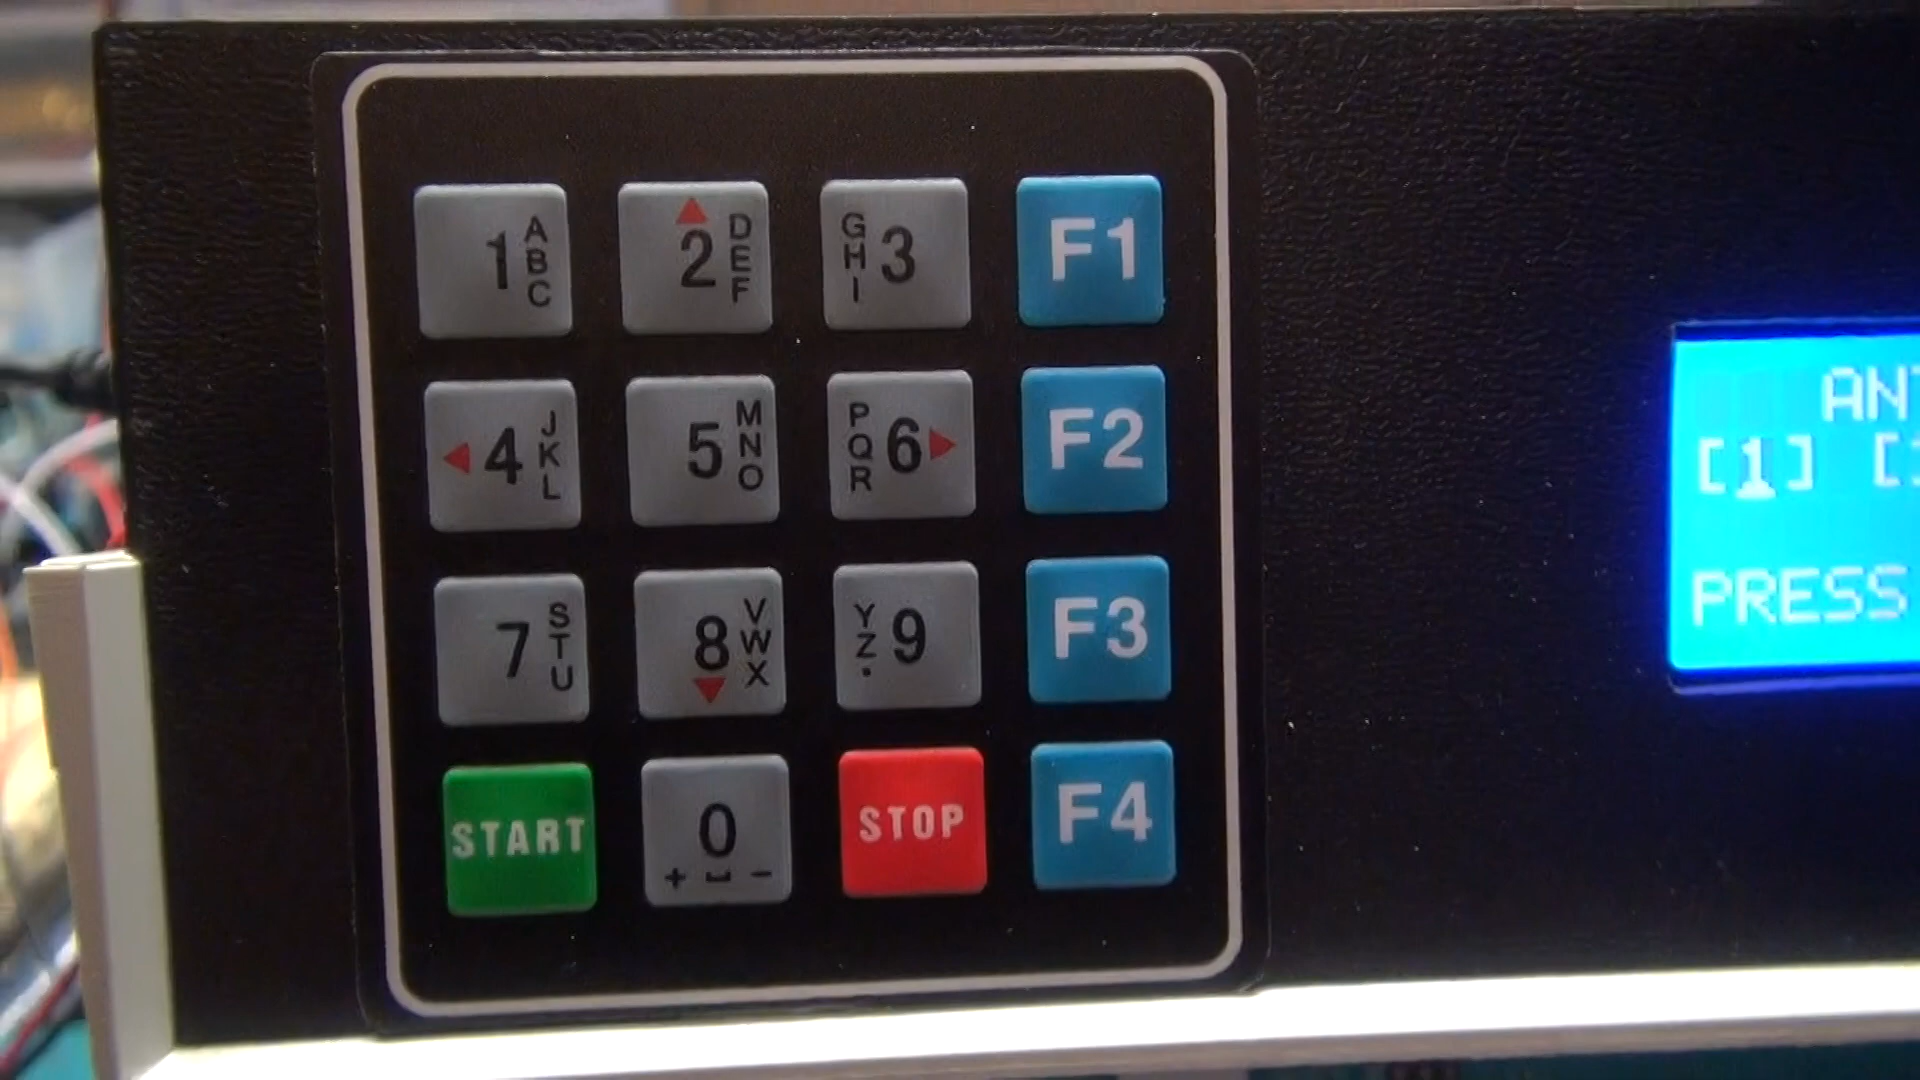 1 ABC
▲ 2 DEF
GHI 3
F1
◀ 4 JKL
5 MNO
PQR 6 ▶
F2
7 STU
8 ▼ VWX
YZ. 9
F3
START
0 + ␣ -
STOP
F4
[1]
PRESS